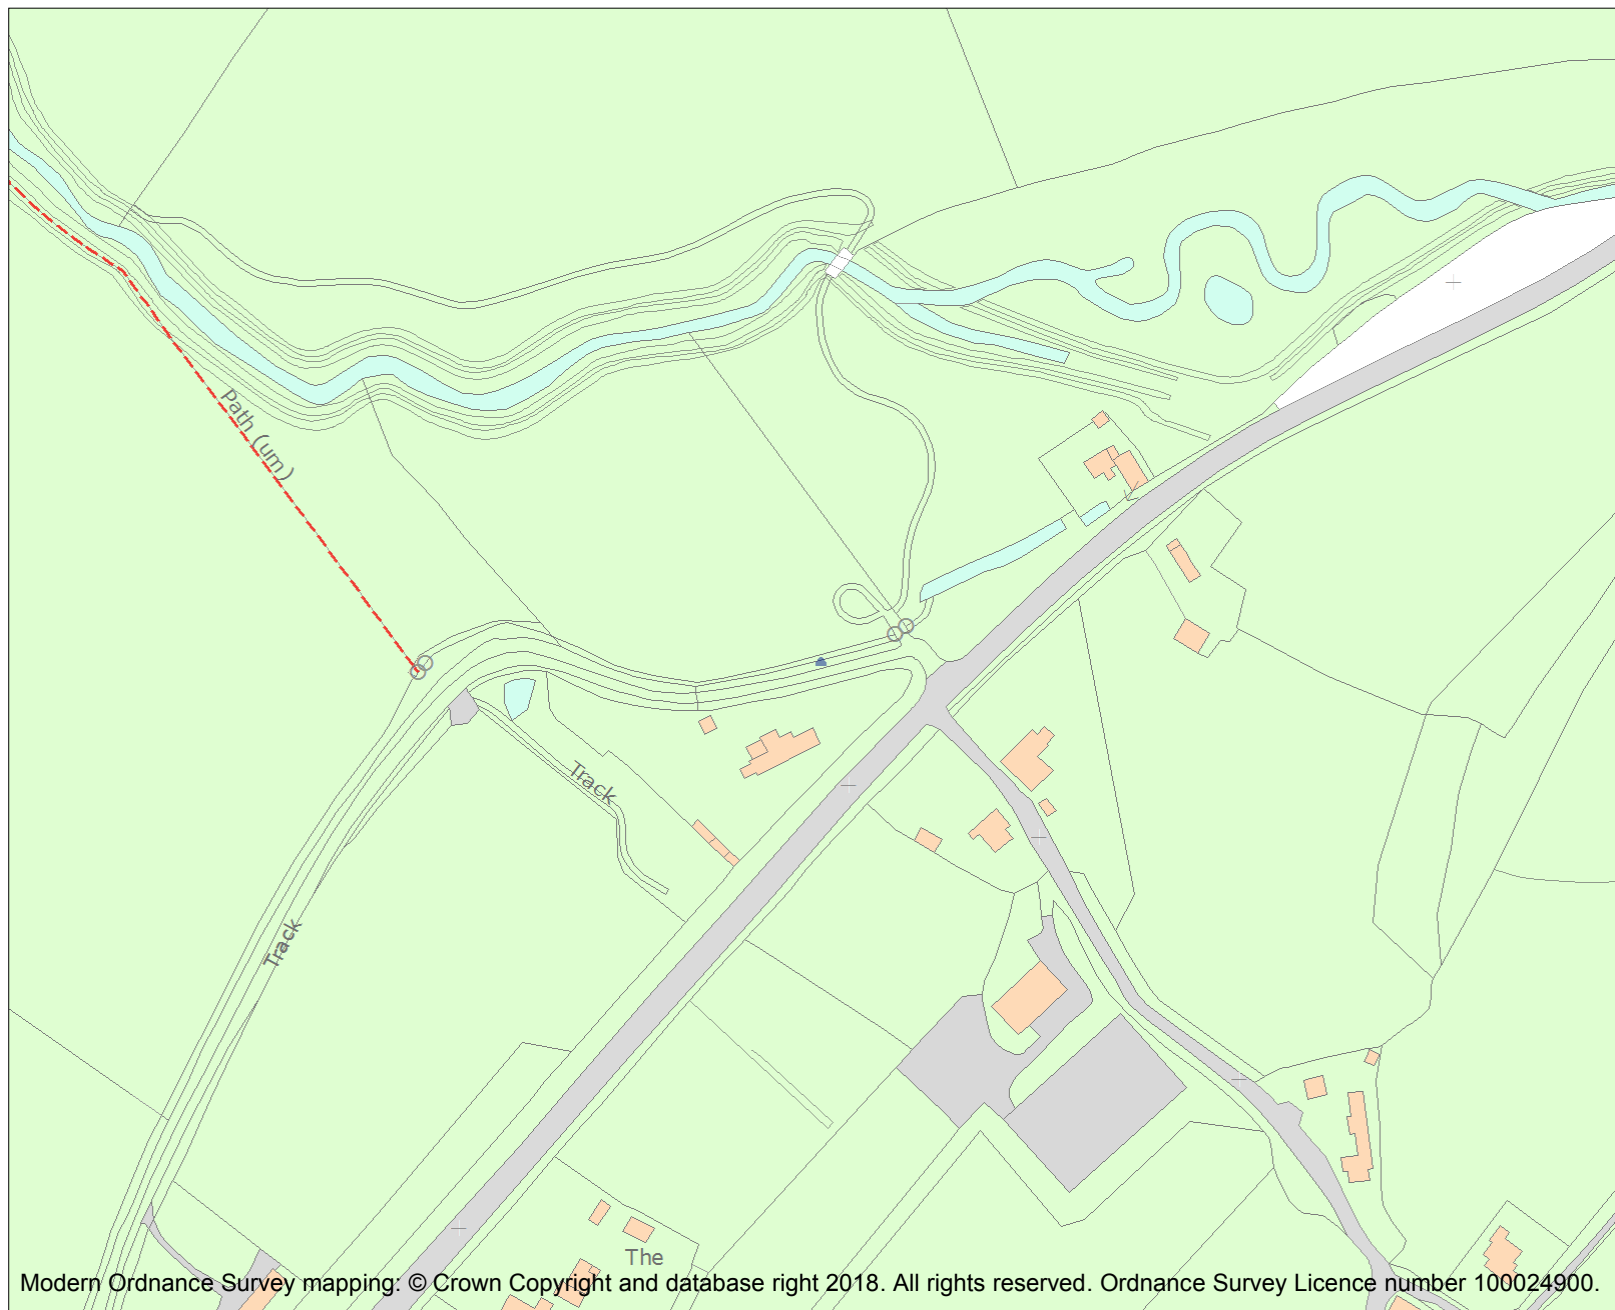 Path (um)
Track
Track
The
Modern Ordnance Survey mapping: © Crown Copyright and database right 2018. All rights reserved. Ordnance Survey Licence number 100024900.